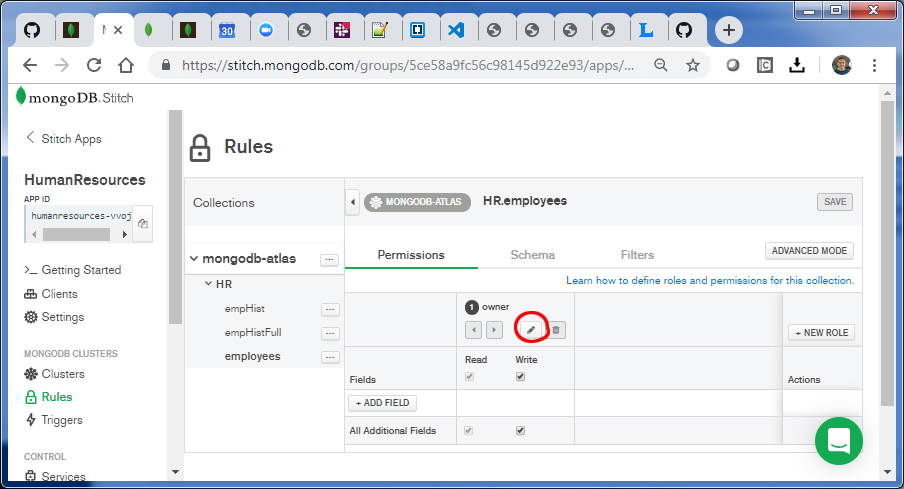 30
https://stitch.mongodb.com/groups/5ce58a9fc56c98145d922e93/apps/...
mongoDB.Stitch
Stitch Apps
HumanResources
APP ID
humanresources-vvoj
Getting Started
Clients
Settings
MONGODB CLUSTERS
Clusters
Rules
Triggers
CONTROL
Services
Rules
Collections
MONGODB-ATLAS
HR.employees
SAVE
mongodb-atlas
...
HR
empHist
...
empHistFull
...
employees
...
Permissions
Schema
Filters
ADVANCED MODE
Learn how to define roles and permissions for this collection.
1 owner
+ NEW ROLE
Fields
Read
Write
Actions
+ ADD FIELD
All Additional Fields